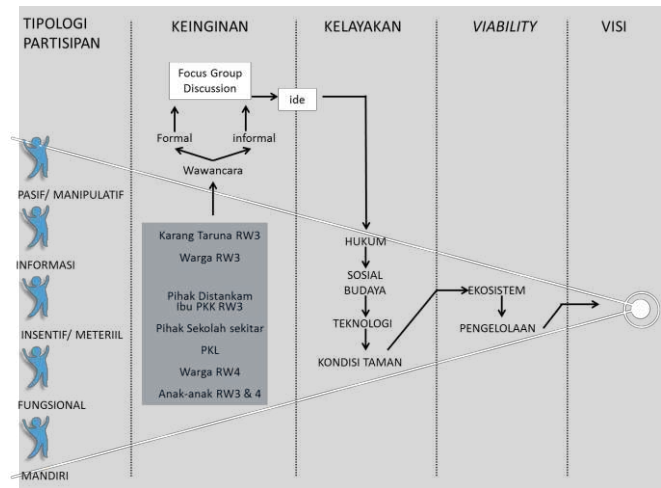 TIPOLOGI
PARTISIPAN
KEINGINAN
KELAYAKAN
VIABILITY
VISI
PASIF/ MANIPULATIF
INFORMASI
INSENTIF/ METERIIL
FUNGSIONAL
MANDIRI
Focus Group
Discussion
ide
Formal
informal
Wawancara
Karang Taruna RW3
Warga RW3
Pihak Distankam
Ibu PKK RW3
Pihak Sekolah sekitar
PKL
Warga RW4
Anak-anak RW3 & 4
HUKUM
SOSIAL
BUDAYA
TEKNOLOGI
KONDISI TAMAN
EKOSISTEM
PENGELOLAAN